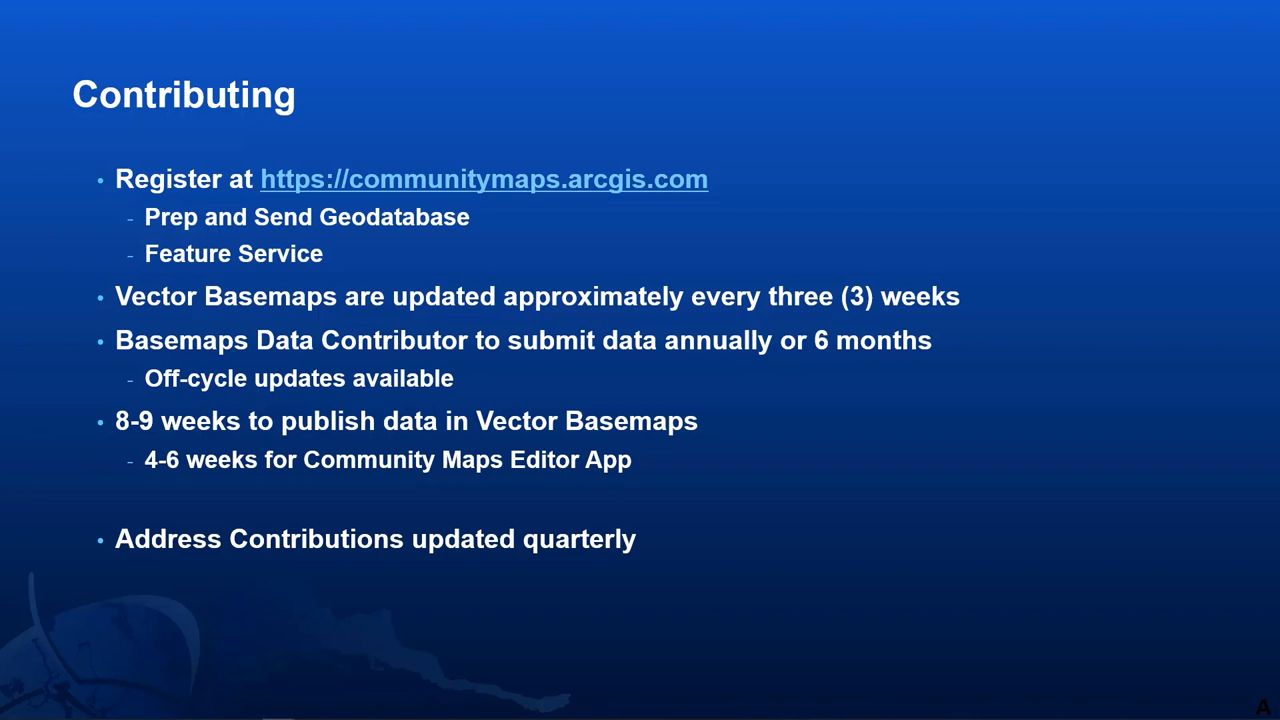 Contributing
• Register at https://communitymaps.arcgis.com
- Prep and Send Geodatabase
- Feature Service
• Vector Basemaps are updated approximately every three (3) weeks
• Basemaps Data Contributor to submit data annually or 6 months
- Off-cycle updates available
• 8-9 weeks to publish data in Vector Basemaps
- 4-6 weeks for Community Maps Editor App
• Address Contributions updated quarterly
A